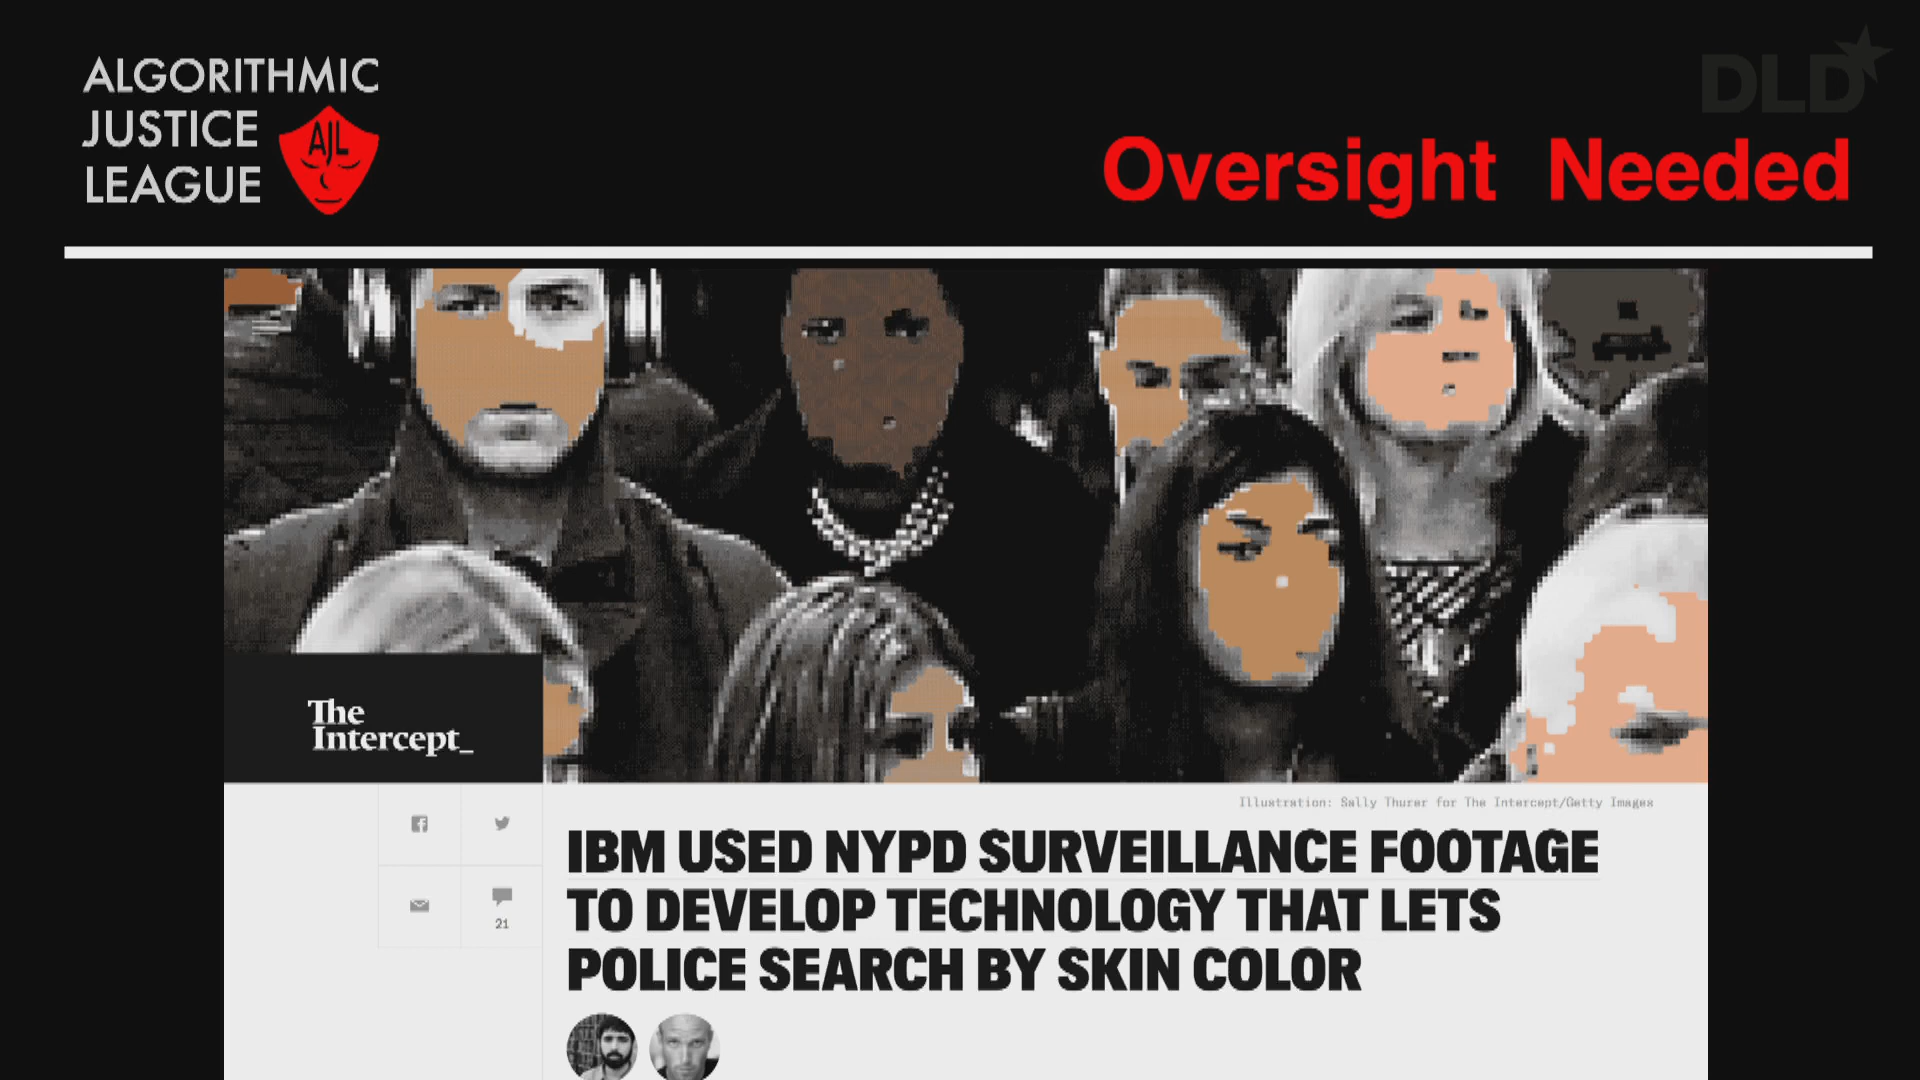 ALGORITHMIC
JUSTICE
LEAGUE
AJL
DLD
Oversight Needed
The
Intercept_
Illustration: Sally Thurer for The Intercept/Getty Images
21
IBM USED NYPD SURVEILLANCE FOOTAGE
TO DEVELOP TECHNOLOGY THAT LETS
POLICE SEARCH BY SKIN COLOR